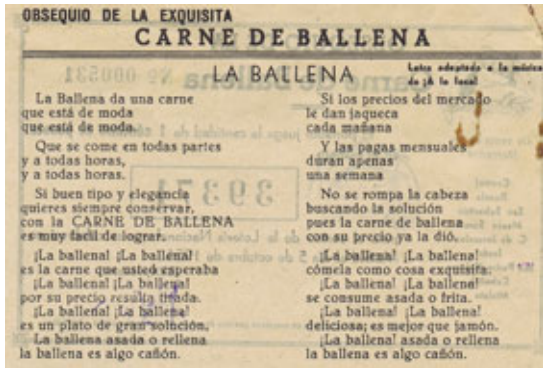 OBSEQUIO DE LA EXQUISITA
CARNE DE BALLENA
LA BALLENA
Letra adaptada a la música
de ¡A lo loco!
La Ballena da una carne
que está de moda
que está de moda.
Que se come en todas partes
y a todas horas,
y a todas horas.
Si buen tipo y elegancia
quieres siempre conservar,
con la CARNE DE BALLENA
es muy fácil de lograr.
¡La ballena! ¡La ballena!
es la carne que usted esperaba
¡La ballena! ¡La ballena!
por su precio resulta tirada.
¡La ballena! ¡La ballena!
es un plato de gran solución.
La ballena asada o rellena
la ballena es algo cañón.
Si los precios del mercado
le dan jaqueca
cada mañana
Y las pagas mensuales
duran apenas
una semana
No se rompa la cabeza
buscando la solución
pues la carne de ballena
con su precio ya la dió.
¡La ballena! ¡La ballena!
cómela como cosa exquisita.
¡La ballena! ¡La ballena!
se consume asada o frita.
¡La ballena! ¡La ballena!
deliciosa; es mejor que jamón.
¡La ballena! asada o rellena
la ballena es algo cañón.
Nº 000531
39371